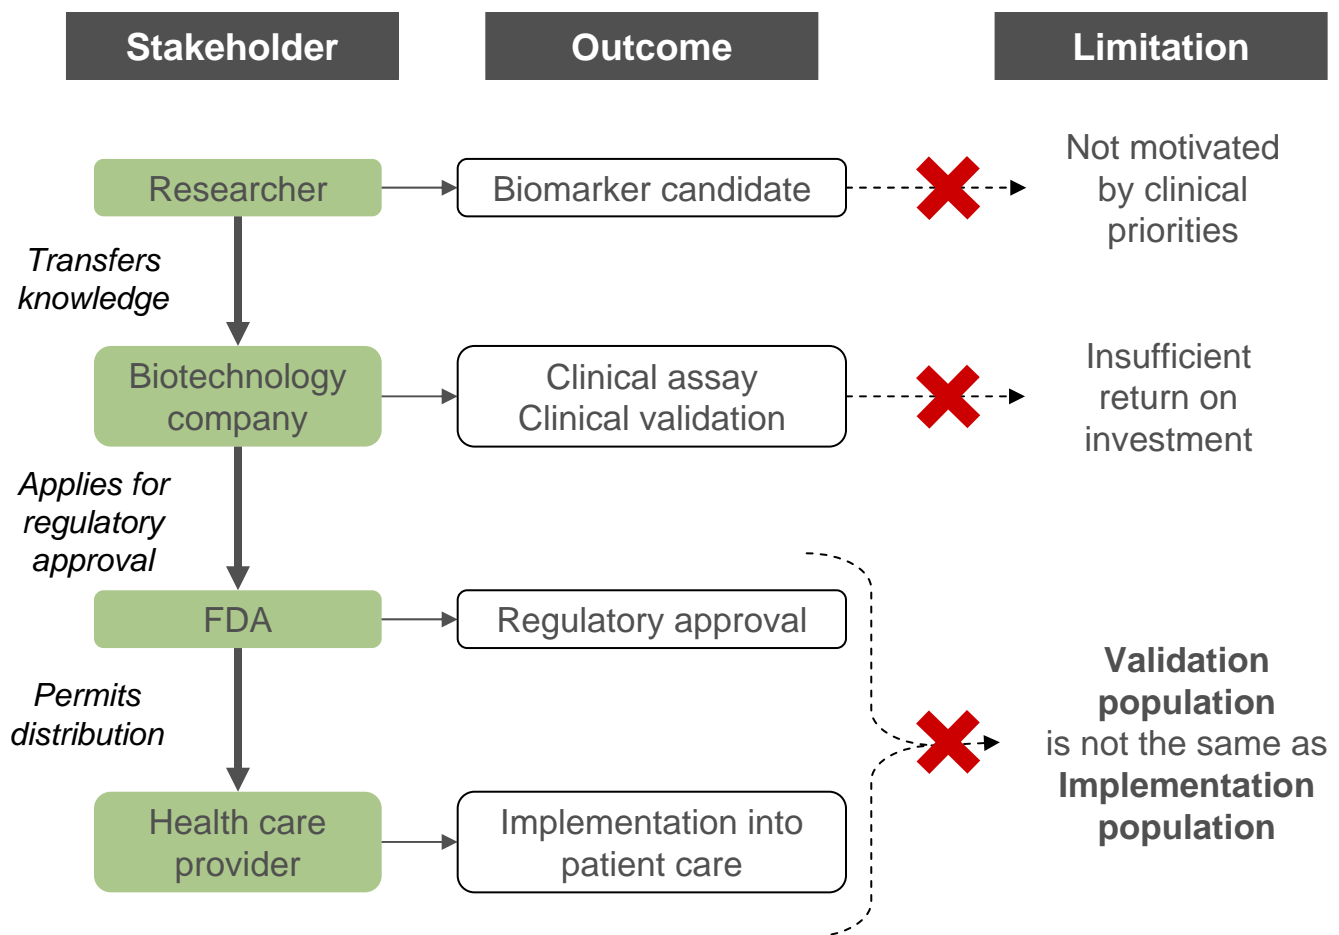 Stakeholder
Outcome
Limitation
Researcher
Biomarker candidate
Not motivated
by clinical
priorities
Transfers
knowledge
Biotechnology
company
Clinical assay
Clinical validation
Insufficient
return on
investment
Applies for
regulatory
approval
FDA
Regulatory approval
Validation
population
is not the same as
Implementation
population
Permits
distribution
Health care
provider
Implementation into
patient care